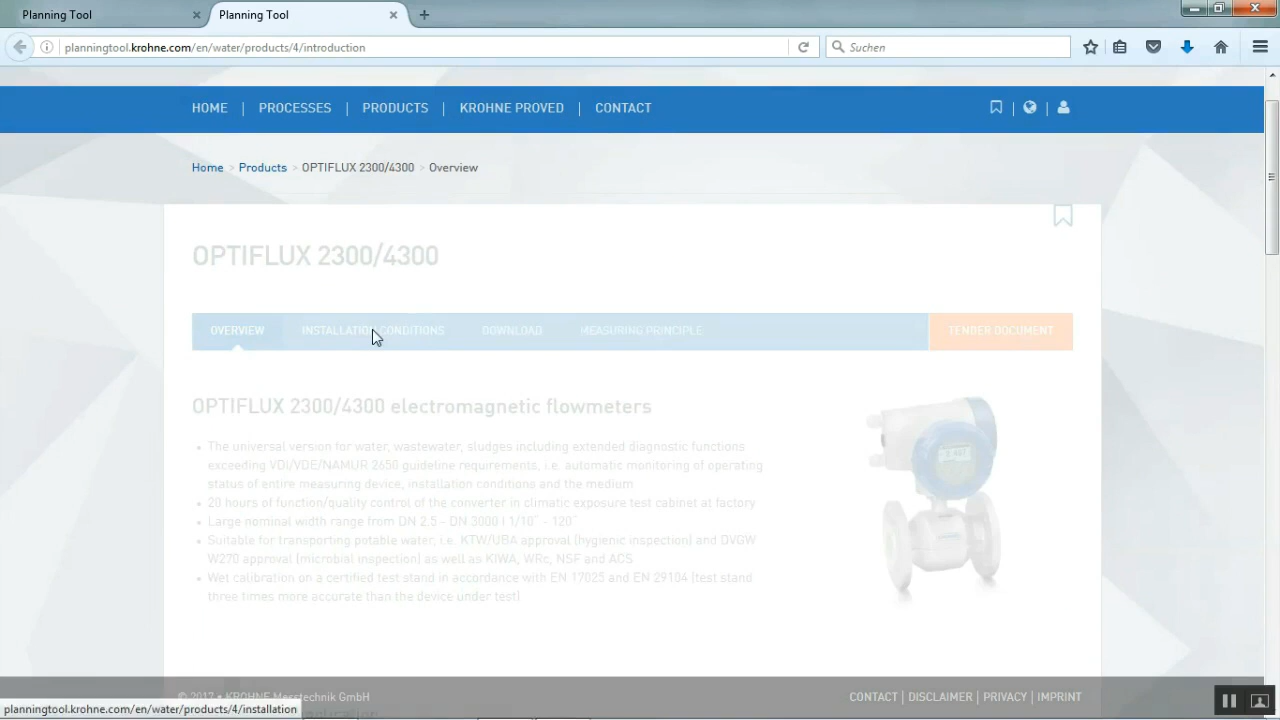 Planning Tool
Planning Tool
planningtool.krohne.com/en/water/products/4/introduction
Suchen
HOME | PROCESSES | PRODUCTS | KROHNE PROVED | CONTACT
Home > Products > OPTIFLUX 2300/4300 > Overview
OPTIFLUX 2300/4300
OVERVIEW INSTALLATION CONDITIONS DOWNLOAD MEASURING PRINCIPLE TENDER DOCUMENT
OPTIFLUX 2300/4300 electromagnetic flowmeters
• The universal version for water, wastewater, sludges including extended diagnostic functions
exceeding VDI/VDE/NAMUR 2650 guideline requirements, i.e. automatic monitoring of operating
status of entire measuring device, installation conditions and the medium
• 20 hours of function/quality control of the converter in climatic exposure test cabinet at factory
• Large nominal width range from DN 2.5 - DN 3000 | 1/10" - 120"
• Suitable for transporting potable water, i.e. KTW/UBA approval (hygienic inspection) and DVGW
W270 approval (microbial inspection) as well as KIWA, WRc, NSF and ACS
• Wet calibration on a certified test stand in accordance with EN 17025 and EN 29104 (test stand
three times more accurate than the device under test)
© 2017 • KROHNE Messtechnik GmbH
CONTACT | DISCLAIMER | PRIVACY | IMPRINT
planningtool.krohne.com/en/water/products/4/installation